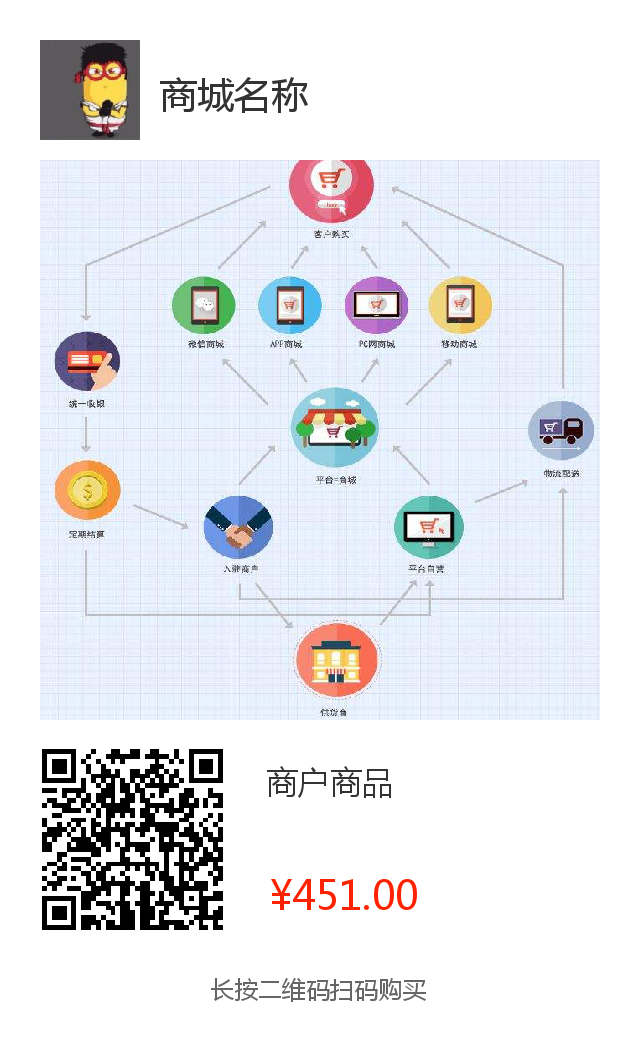 商城名称
客户购买
微信商城
APP商城
PC网商城
移动商城
统一收银
平台=商城
物流配送
定期结算
入驻商户
平台自营
供货商
商户商品
¥451.00
长按二维码扫码购买